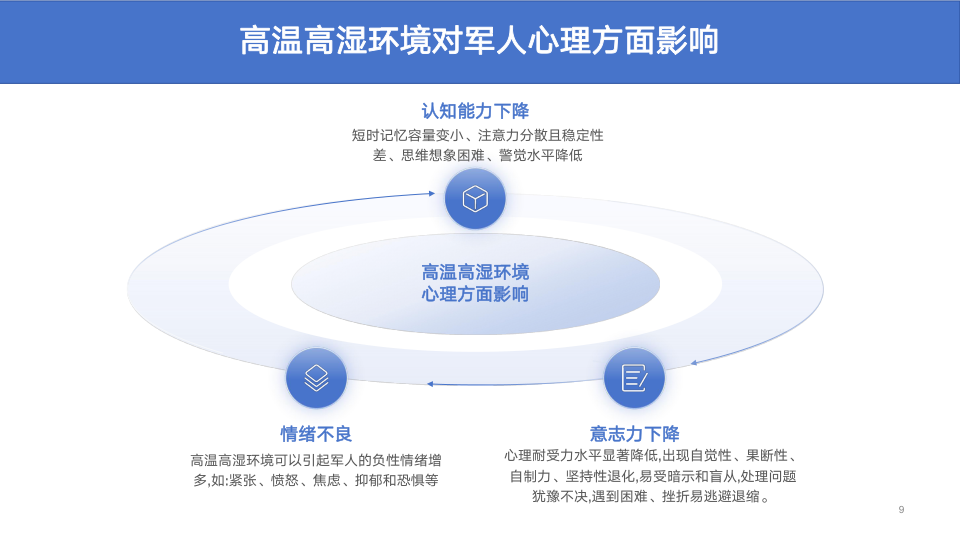 高温高湿环境对军人心理方面影响
认知能力下降
短时记忆容量变小、注意力分散且稳定性
差、思维想象困难、警觉水平降低
高温高湿环境
心理方面影响
情绪不良
高温高湿环境可以引起军人的负性情绪增
多,如:紧张、愤怒、焦虑、抑郁和恐惧等
意志力下降
心理耐受力水平显著降低,出现自觉性、果断性、
自制力、坚持性退化,易受暗示和盲从,处理问题
犹豫不决,遇到困难、挫折易逃避退缩。
9